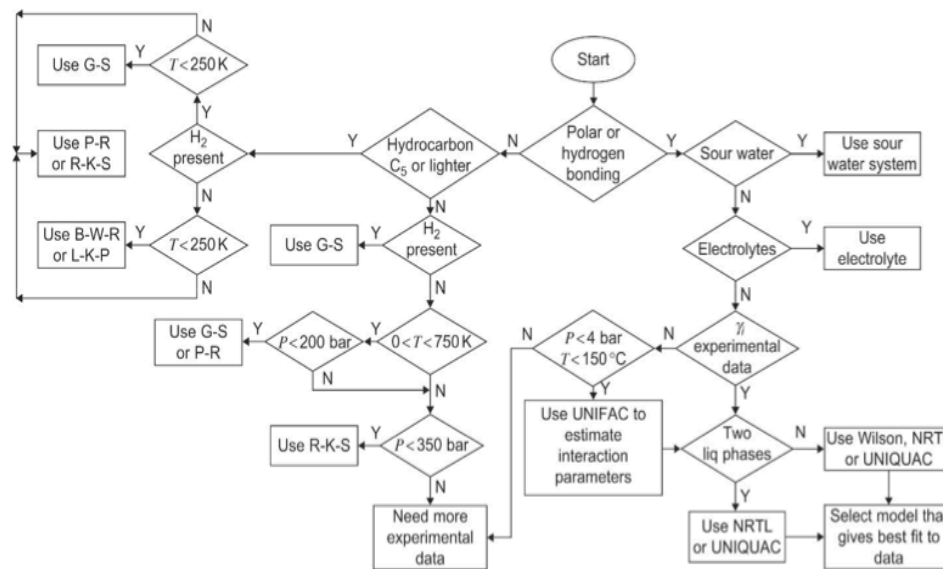 Start
Polar or
hydrogen
bonding
N
Y
Hydrocarbon
C5 or lighter
Y
N
H2
present
Y
N
T<250 K
Y
N
Use G-S
Use P-R
or R-K-S
T<250 K
Y
N
Use B-W-R
or L-K-P
H2
present
Y
N
Use G-S
0<T<750 K
Y
N
P<200 bar
Y
N
Use G-S
or P-R
P<350 bar
Y
N
Use R-K-S
Need more
experimental
data
Sour water
Y
N
Use sour
water system
Electrolytes
Y
N
Use
electrolyte
γi
experimental
data
N
Y
P<4 bar
T<150 °C
N
Y
Use UNIFAC to
estimate
interaction
parameters
Two
liq phases
N
Y
Use Wilson, NRT
or UNIQUAC
Use NRTL
or UNIQUAC
Select model tha
gives best fit to
data